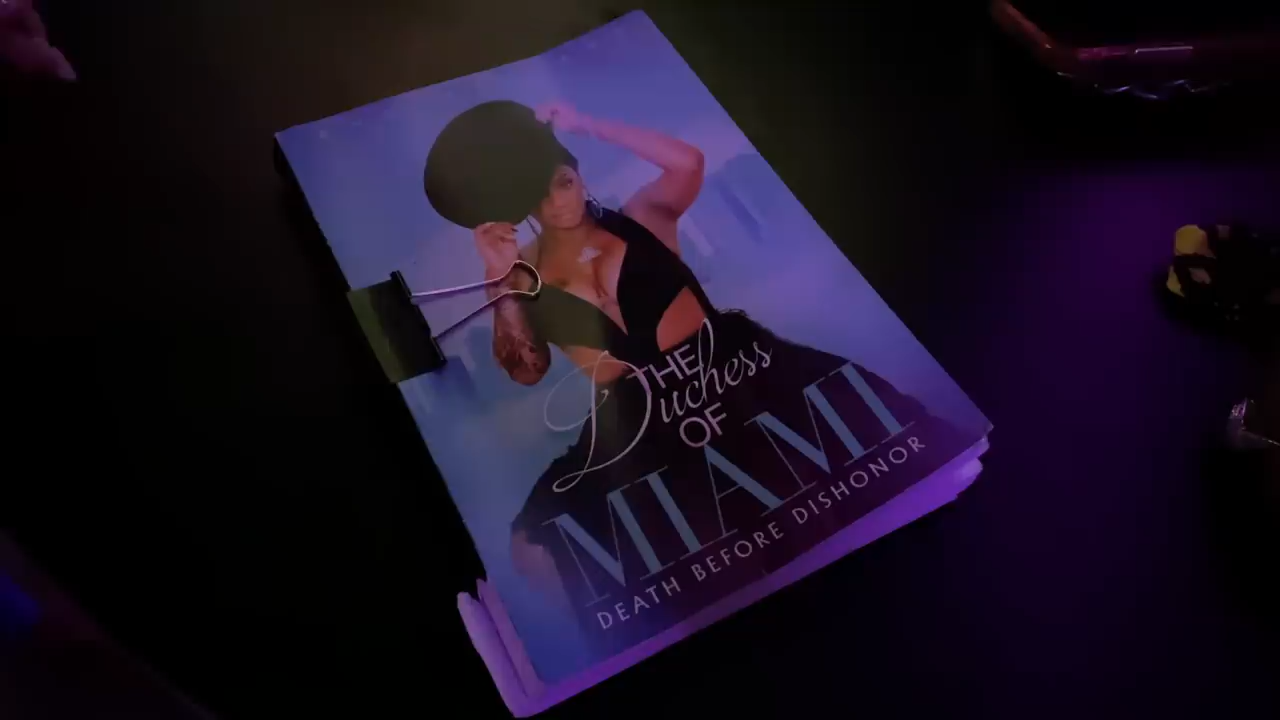 THE
Duchess
OF
MIAMI
DEATH BEFORE DISHONOR